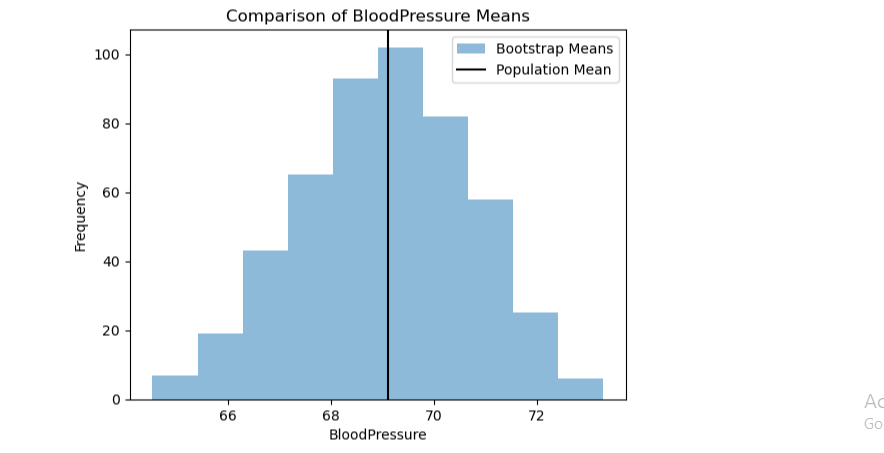 Comparison of BloodPressure Means
Bootstrap Means
Population Mean
100
80
60
40
20
0
Frequency
66 68 70 72
BloodPressure
Ac
Go